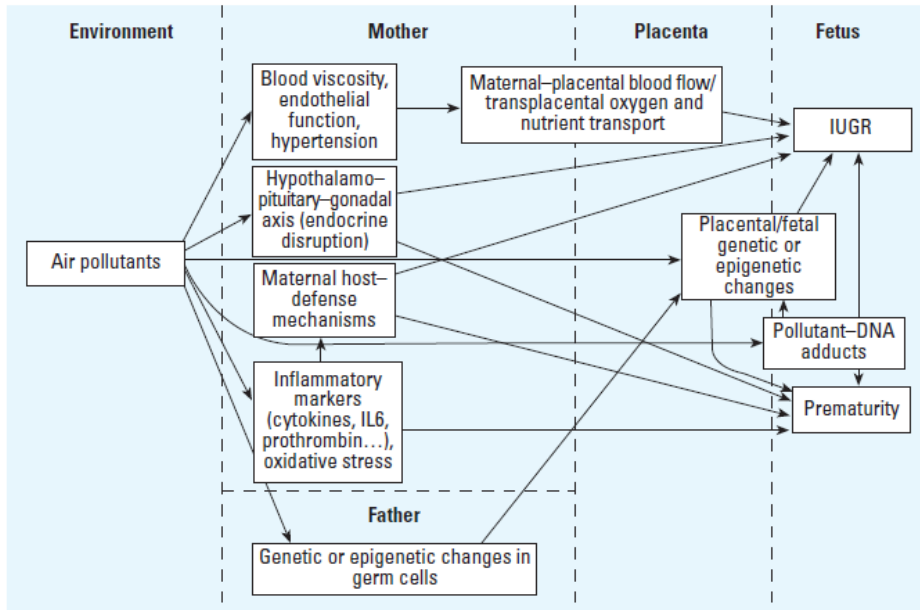 Environment
Mother
Placenta
Fetus
Blood viscosity,
endothelial
function,
hypertension
Maternal–placental blood flow/
transplacental oxygen and
nutrient transport
IUGR
Hypothalamo–
pituitary–gonadal
axis (endocrine
disruption)
Placental/fetal
genetic or
epigenetic
changes
Air pollutants
Maternal host–
defense
mechanisms
Pollutant–DNA
adducts
Inflammatory
markers
(cytokines, IL6,
prothrombin…),
oxidative stress
Prematurity
Father
Genetic or epigenetic changes in
germ cells